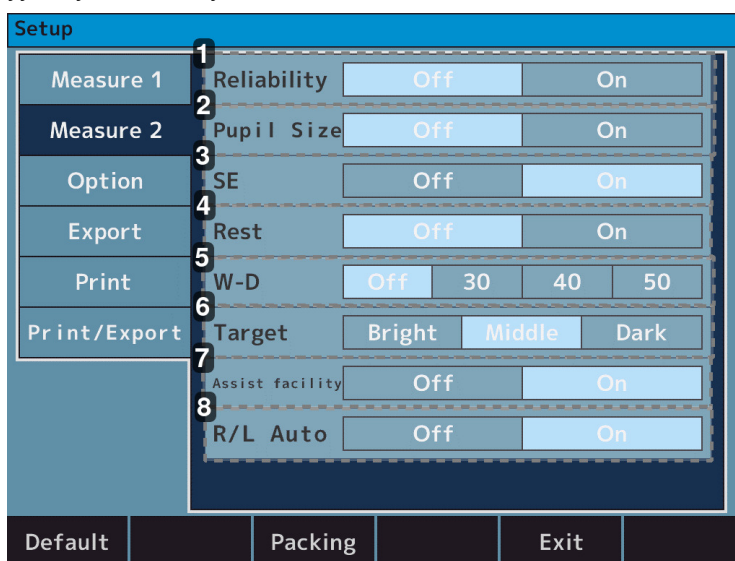 Setup
Measure 1
Measure 2
Option
Export
Print
Print/Export
1
Reliability Off On
2
Pupil Size Off On
3
SE Off On
4
Rest Off On
5
W-D Off 30 40 50
6
Target Bright Middle Dark
7
Assist facility Off On
8
R/L Auto Off On
Default Packing Exit